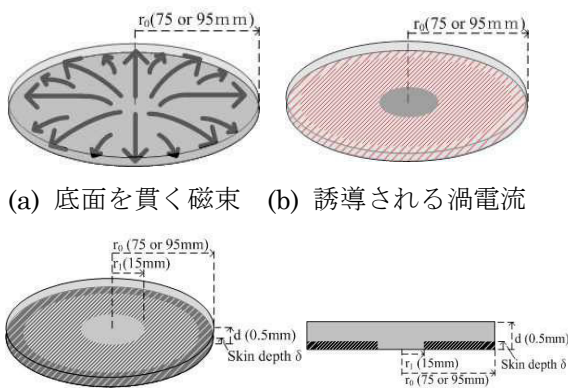 r₀(75 or 95mm)
r₀(75 or 95mm)
(a) 底面を貫く磁束 (b) 誘導される渦電流
r₀ (75 or 95mm)
r₁(15mm)
d (0.5mm)
Skin depth δ
d (0.5mm)
Skin depth δ
r₁ (15mm)
r₀ (75 or 95mm)